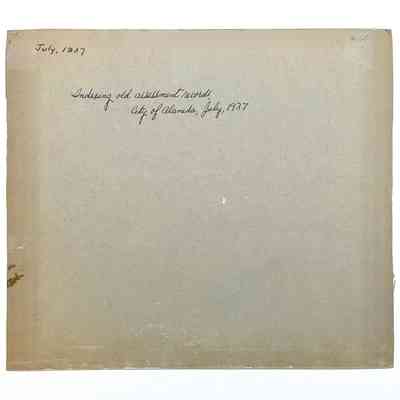 July, 1937
Indexing old assessment records
City of Alameda, July, 1937